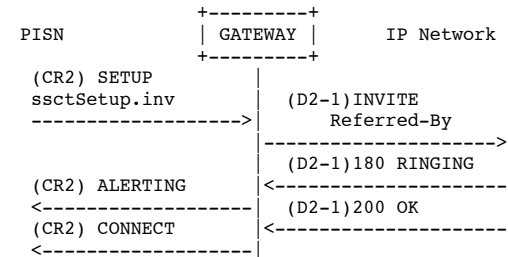 +---------+
PISN | GATEWAY | IP Network
+---------+
(CR2) SETUP |
ssctSetup.inv | (D2-1)INVITE
------------------->| Referred-By
|---------------------->
| (D2-1)180 RINGING
(CR2) ALERTING |<----------------------
<-------------------| (D2-1)200 OK
(CR2) CONNECT |<----------------------
<-------------------|